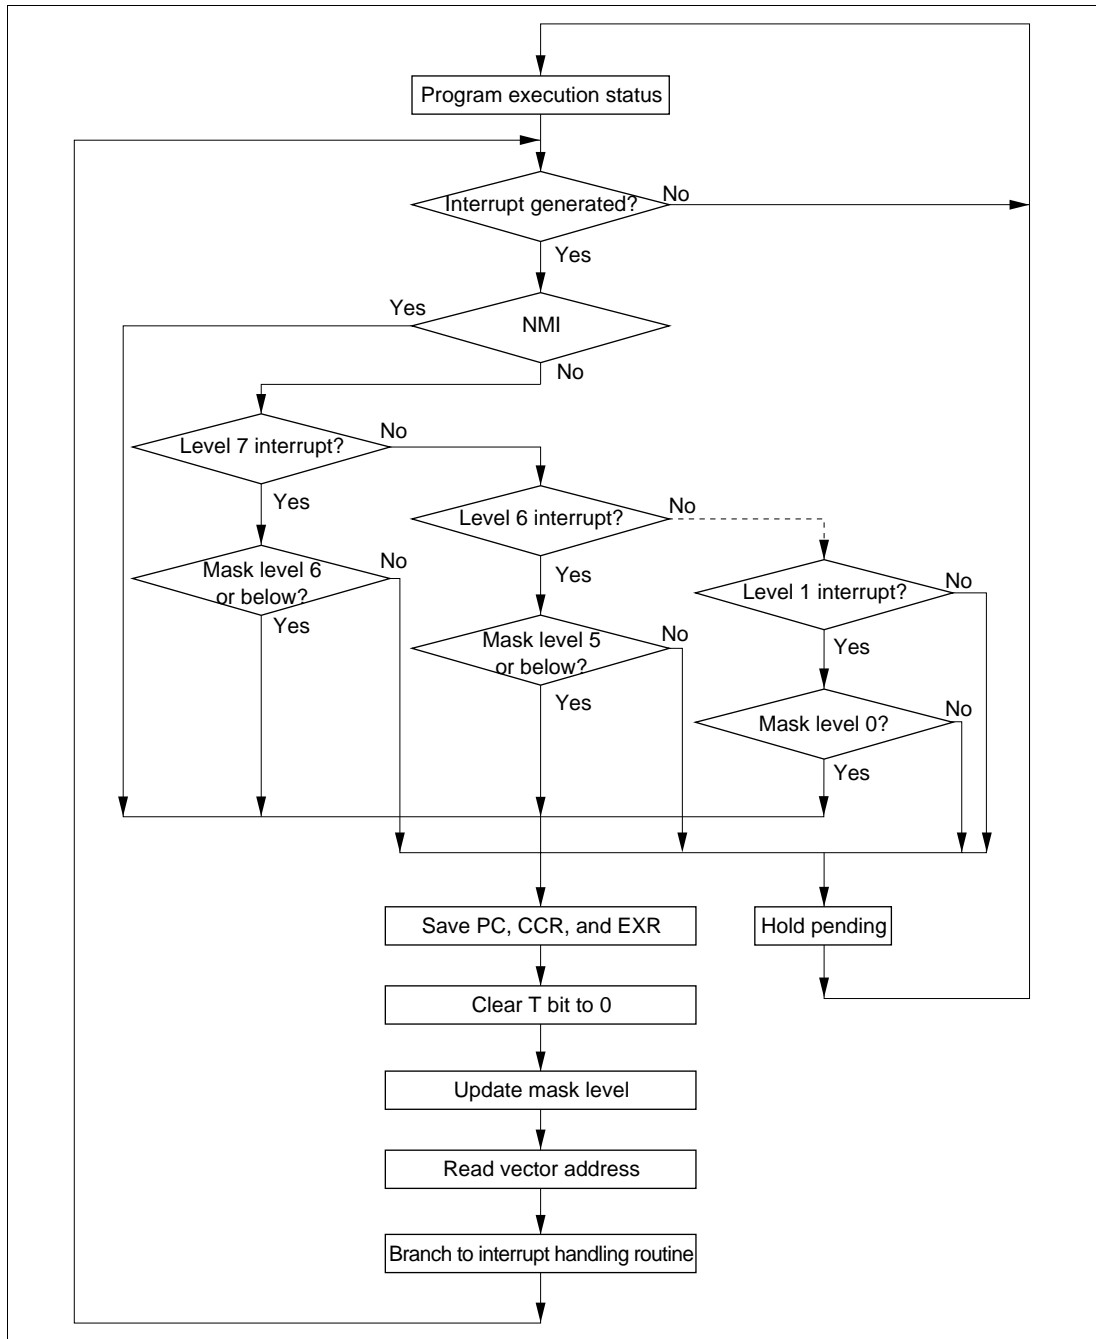 Program execution status
Interrupt generated?
No
Yes
Yes
NMI
No
Level 7 interrupt?
No
Yes
Level 6 interrupt?
No
Mask level 6
or below?
No
Yes
Yes
Level 1 interrupt?
No
Mask level 5
or below?
No
Yes
Yes
Mask level 0?
No
Yes
Save PC, CCR, and EXR
Hold pending
Clear T bit to 0
Update mask level
Read vector address
Branch to interrupt handling routine